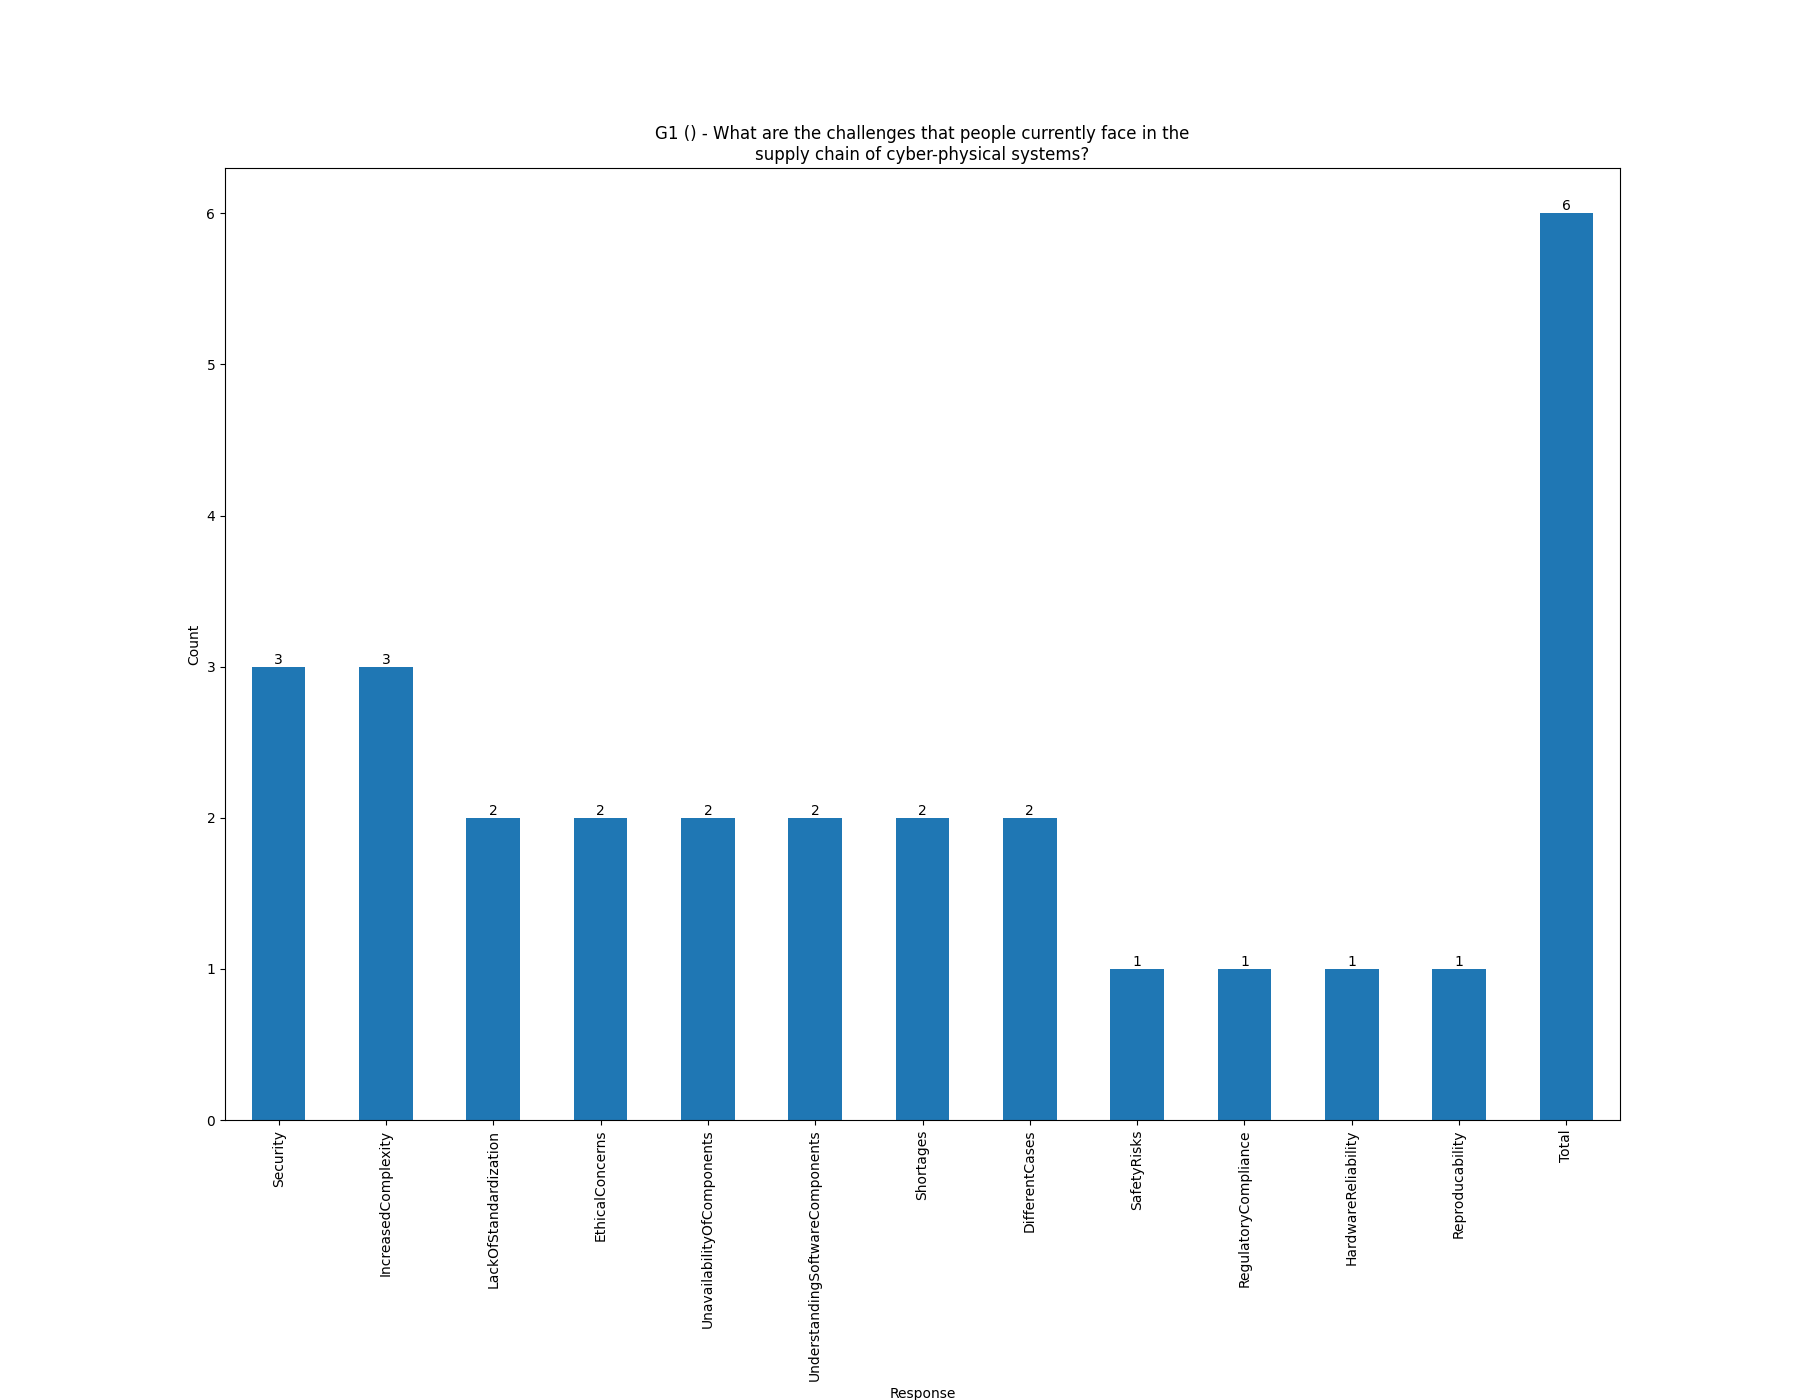 G1 () - What are the challenges that people currently face in the
supply chain of cyber-physical systems?
6
5
4
3
2
1
0
Count
3
3
2
2
2
2
2
2
1
1
1
1
6
Security
IncreasedComplexity
LackOfStandardization
EthicalConcerns
UnavailabilityOfComponents
UnderstandingSoftwareComponents
Shortages
DifferentCases
SafetyRisks
RegulatoryCompliance
HardwareReliability
Reproducability
Total
Response